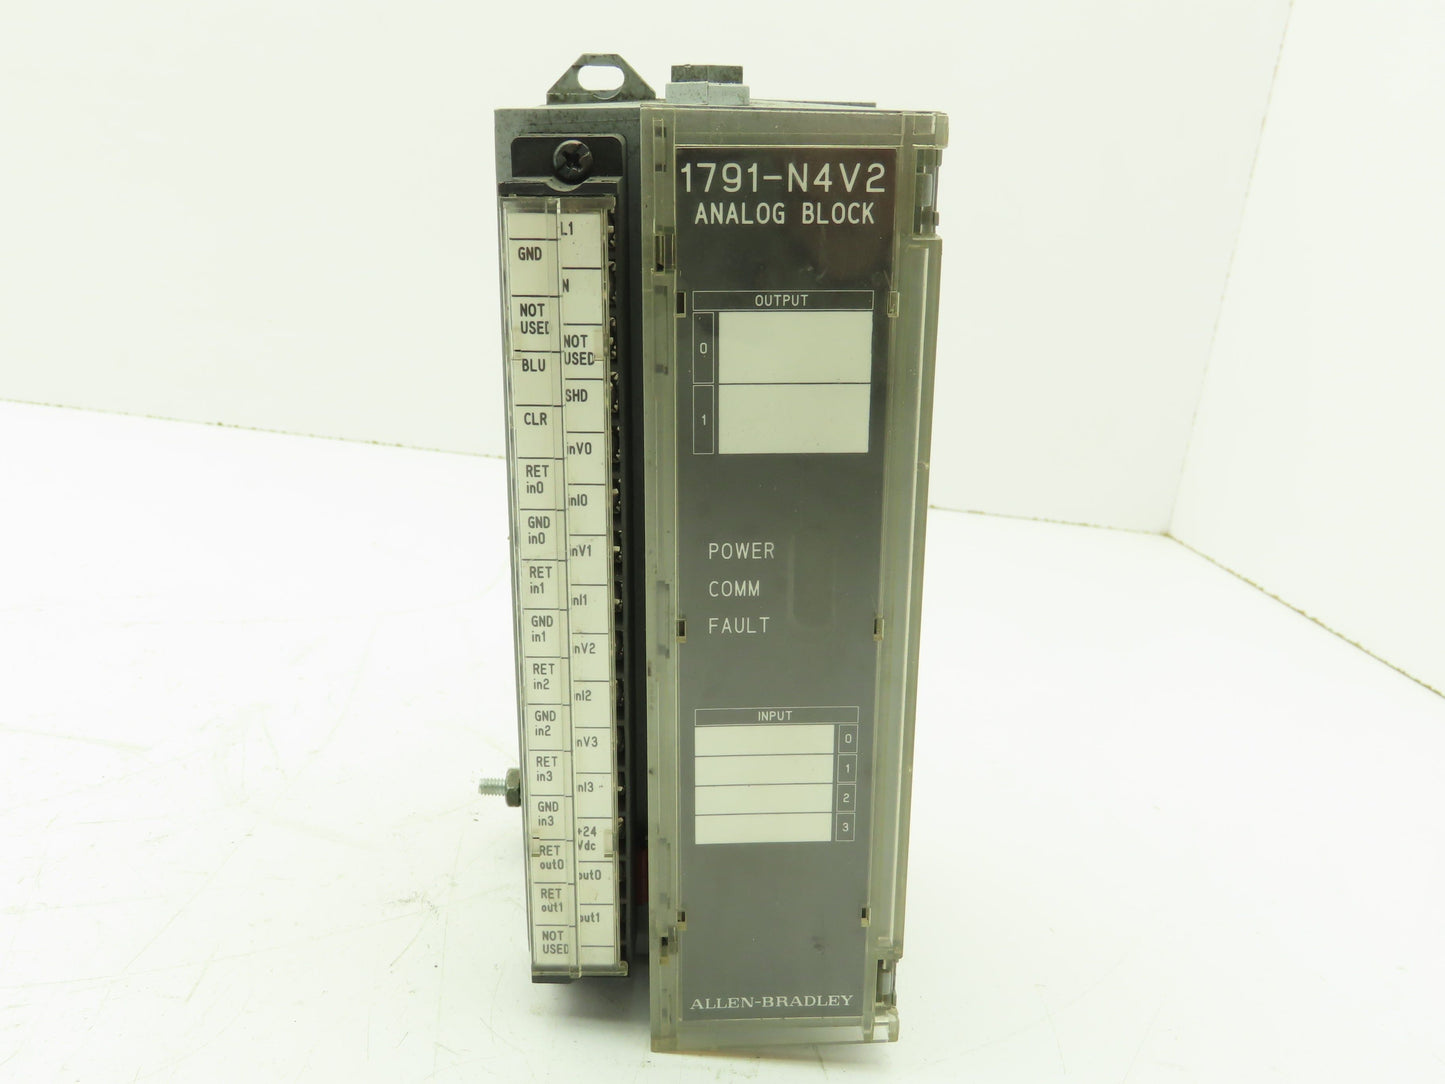 1791-N4V2
ANALOG BLOCK
OUTPUT
0
1
POWER
COMM
FAULT
INPUT
0
1
2
3
ALLEN-BRADLEY
GND
NOT
USED
BLU
CLR
RET
in0
GND
in0
RET
in1
GND
in1
RET
in2
GND
in2
RET
in3
GND
in3
RET
out0
RET
out1
NOT
USED
L1
N
NOT
USED
SHD
inV0
inI0
inV1
inI1
inV2
inI2
inV3
inI3
+24
Vdc
out0
out1